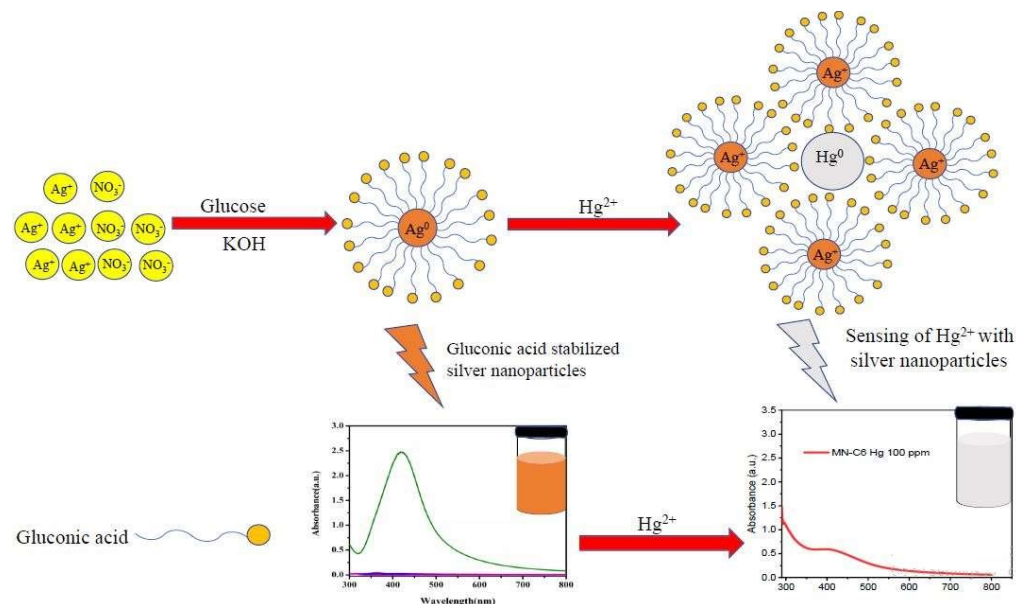 Ag⁺
NO₃⁻
Ag⁺ Ag⁺ NO₃⁻ NO₃⁻
Ag⁺ Ag⁺ NO₃⁻ NO₃⁻
Glucose
KOH
Ag⁰
Hg²⁺
Ag⁺
Ag⁺
Hg⁰
Ag⁺
Ag⁺
Gluconic acid stabilized
silver nanoparticles
Sensing of Hg²⁺ with
silver nanoparticles
Gluconic acid
Absorbance(a.u.)
3.5
3.0
2.5
2.0
1.5
1.0
0.5
0.0
300 400 500 600 700 800
Wavelength(nm)
Hg²⁺
Absorbance (a.u.)
3.5
3.0
2.5
2.0
1.5
1.0
0.5
0.0
MN-C6 Hg 100 ppm
300 400 500 600 700 800